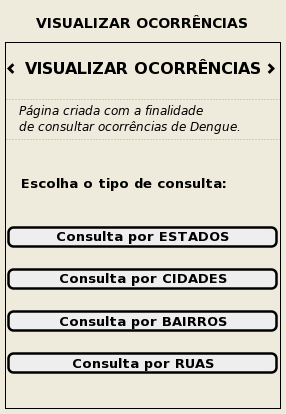 VISUALIZAR OCORRÊNCIAS
< VISUALIZAR OCORRÊNCIAS >
Página criada com a finalidade
de consultar ocorrências de Dengue.
Escolha o tipo de consulta:
Consulta por ESTADOS
Consulta por CIDADES
Consulta por BAIRROS
Consulta por RUAS